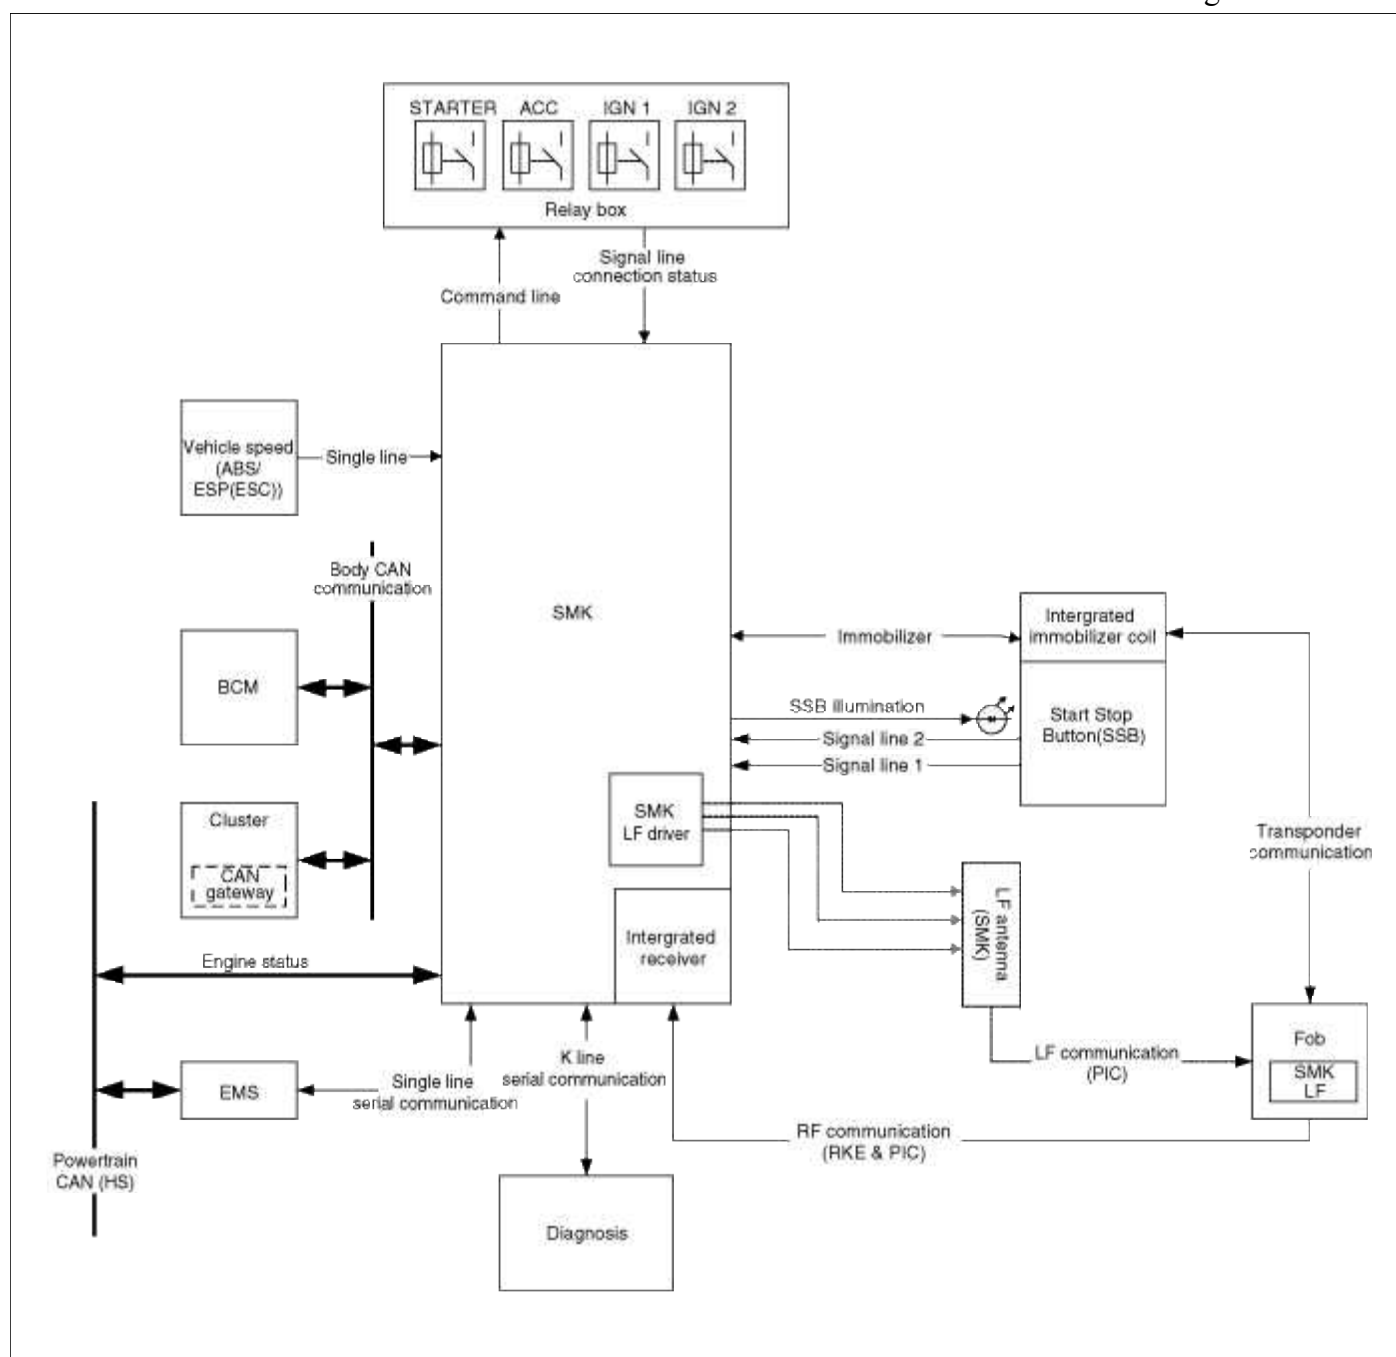 STARTER ACC IGN 1 IGN 2
Relay box
Signal line
connection status
Command line
Vehicle speed
(ABS/
ESP(ESC))
Single line
Body CAN
communication
SMK
Intergrated
immobilizer coil
Immobilizer
BCM
SSB illumination
Start Stop
Button(SSB)
Signal line 2
Signal line 1
SMK
LF driver
Cluster
CAN
gateway
Transponder
communication
LF antenna
(SMK)
Intergrated
receiver
Engine status
Fob
SMK
LF
K line
serial communication
LF communication
(PIC)
EMS
Single line
serial communication
RF communication
(RKE & PIC)
Powertrain
CAN (HS)
Diagnosis